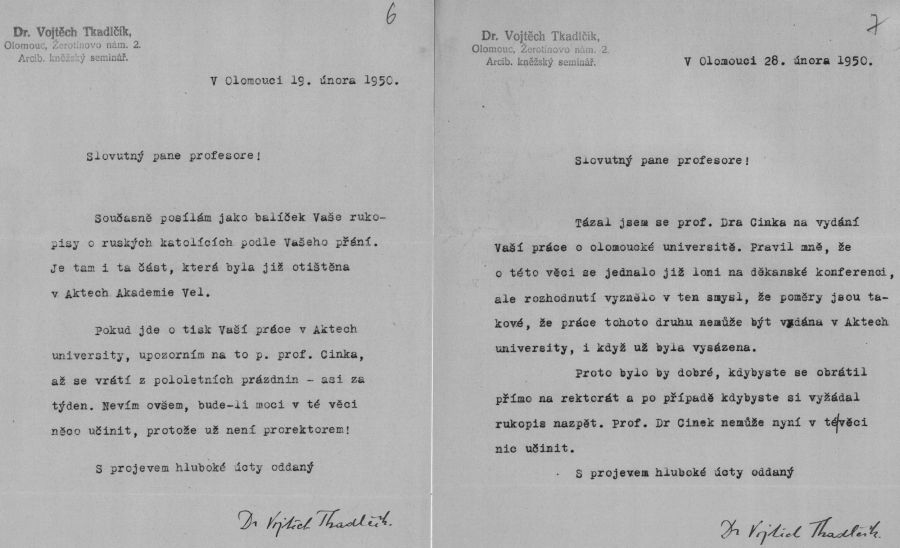 6
Dr. Vojtěch Tkadlčík,
Olomouc, Žerotínovo nám. 2.
Arcib. kněžský seminář.
V Olomouci 19. února 1950.
Slovutný pane profesore!
Současně posílám jako balíček Vaše ruko-
pisy o ruských katolících podle Vašeho přání.
Je tam i ta část, která byla již otištěna
v Aktech Akademie Vel.
Pokud jde o tisk Vaší práce v Aktech
university, upozorním na to p. prof. Cinka,
až se vrátí z pololetních prázdnin - asi za
týden. Nevím ovšem, bude-li moci v té věci
něco učinit, protože už není prorektorem!
S projevem hluboké úcty oddaný
Dr Vojtěch Tkadlčík.
7
Dr. Vojtěch Tkadlčík,
Olomouc, Žerotínovo nám. 2.
Arcib. kněžský seminář.
V Olomouci 28. února 1950.
Slovutný pane profesore!
Tázal jsem se prof. Dra Cinka na vydání
Vaší práce o olomoucké universitě. Pravil mně, že
o této věci se jednalo již loni na děkanské konferenci,
ale rozhodnutí vyznělo v ten smysl, že poměry jsou ta-
kové, že práce tohoto druhu nemůže být vydána v Aktech
university, i když už byla vysázena.
Proto bylo by dobré, kdybyste se obrátil
přímo na rektorát a po případě kdybyste si vyžádal
rukopis nazpět. Prof. Dr Cinek nemůže nyní v té věci
nic učinit.
S projevem hluboké úcty oddaný
Dr Vojtěch Tkadlčík.